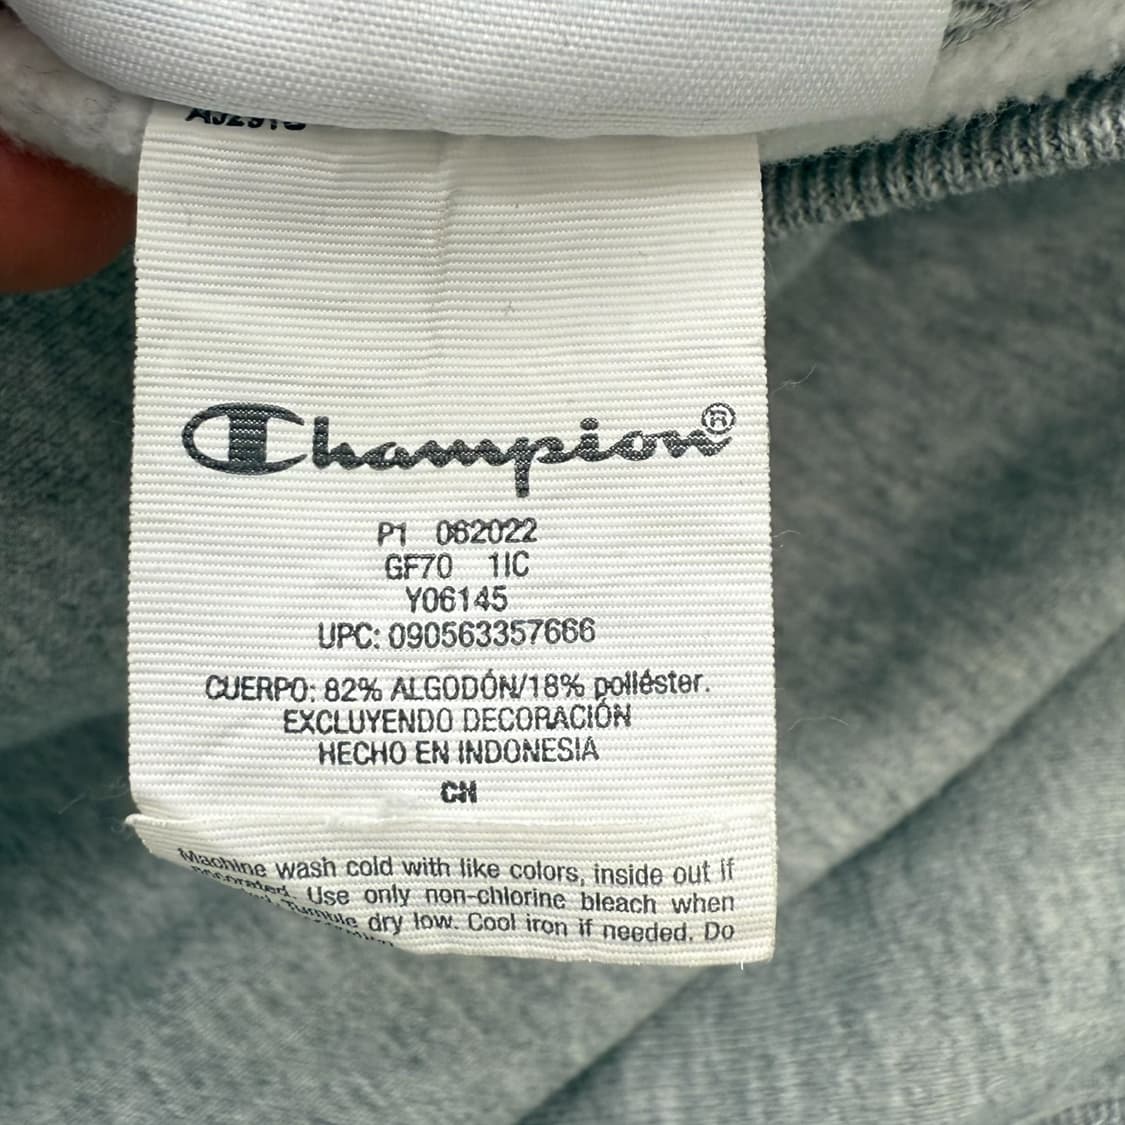 Champion®
P1 062022
GF70 1IC
Y06145
UPC: 090563357666
CUERPO: 82% ALGODÓN/18% poliéster.
EXCLUYENDO DECORACIÓN
HECHO EN INDONESIA
CN
Machine wash cold with like colors, inside out if
decorated. Use only non-chlorine bleach when
Tumble dry low. Cool iron if needed. Do